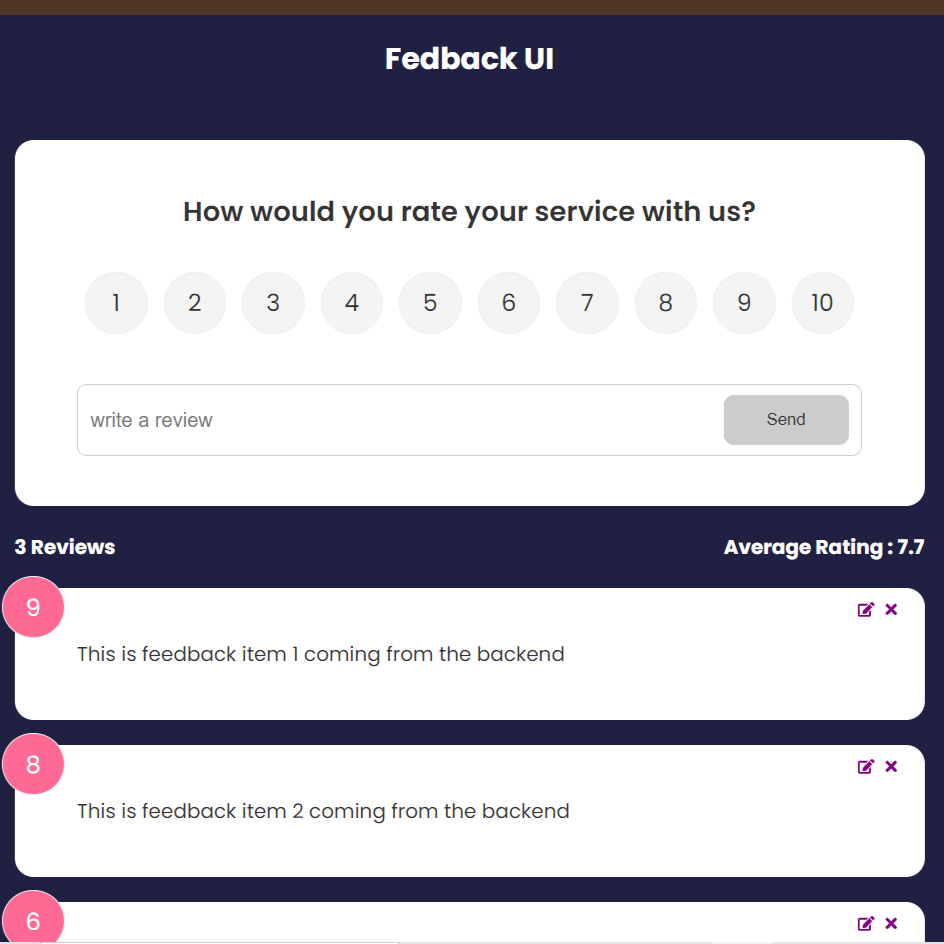 Fedback UI
How would you rate your service with us?
1 2 3 4 5 6 7 8 9 10
write a review Send
3 Reviews Average Rating : 7.7
9
This is feedback item 1 coming from the backend
8
This is feedback item 2 coming from the backend
6